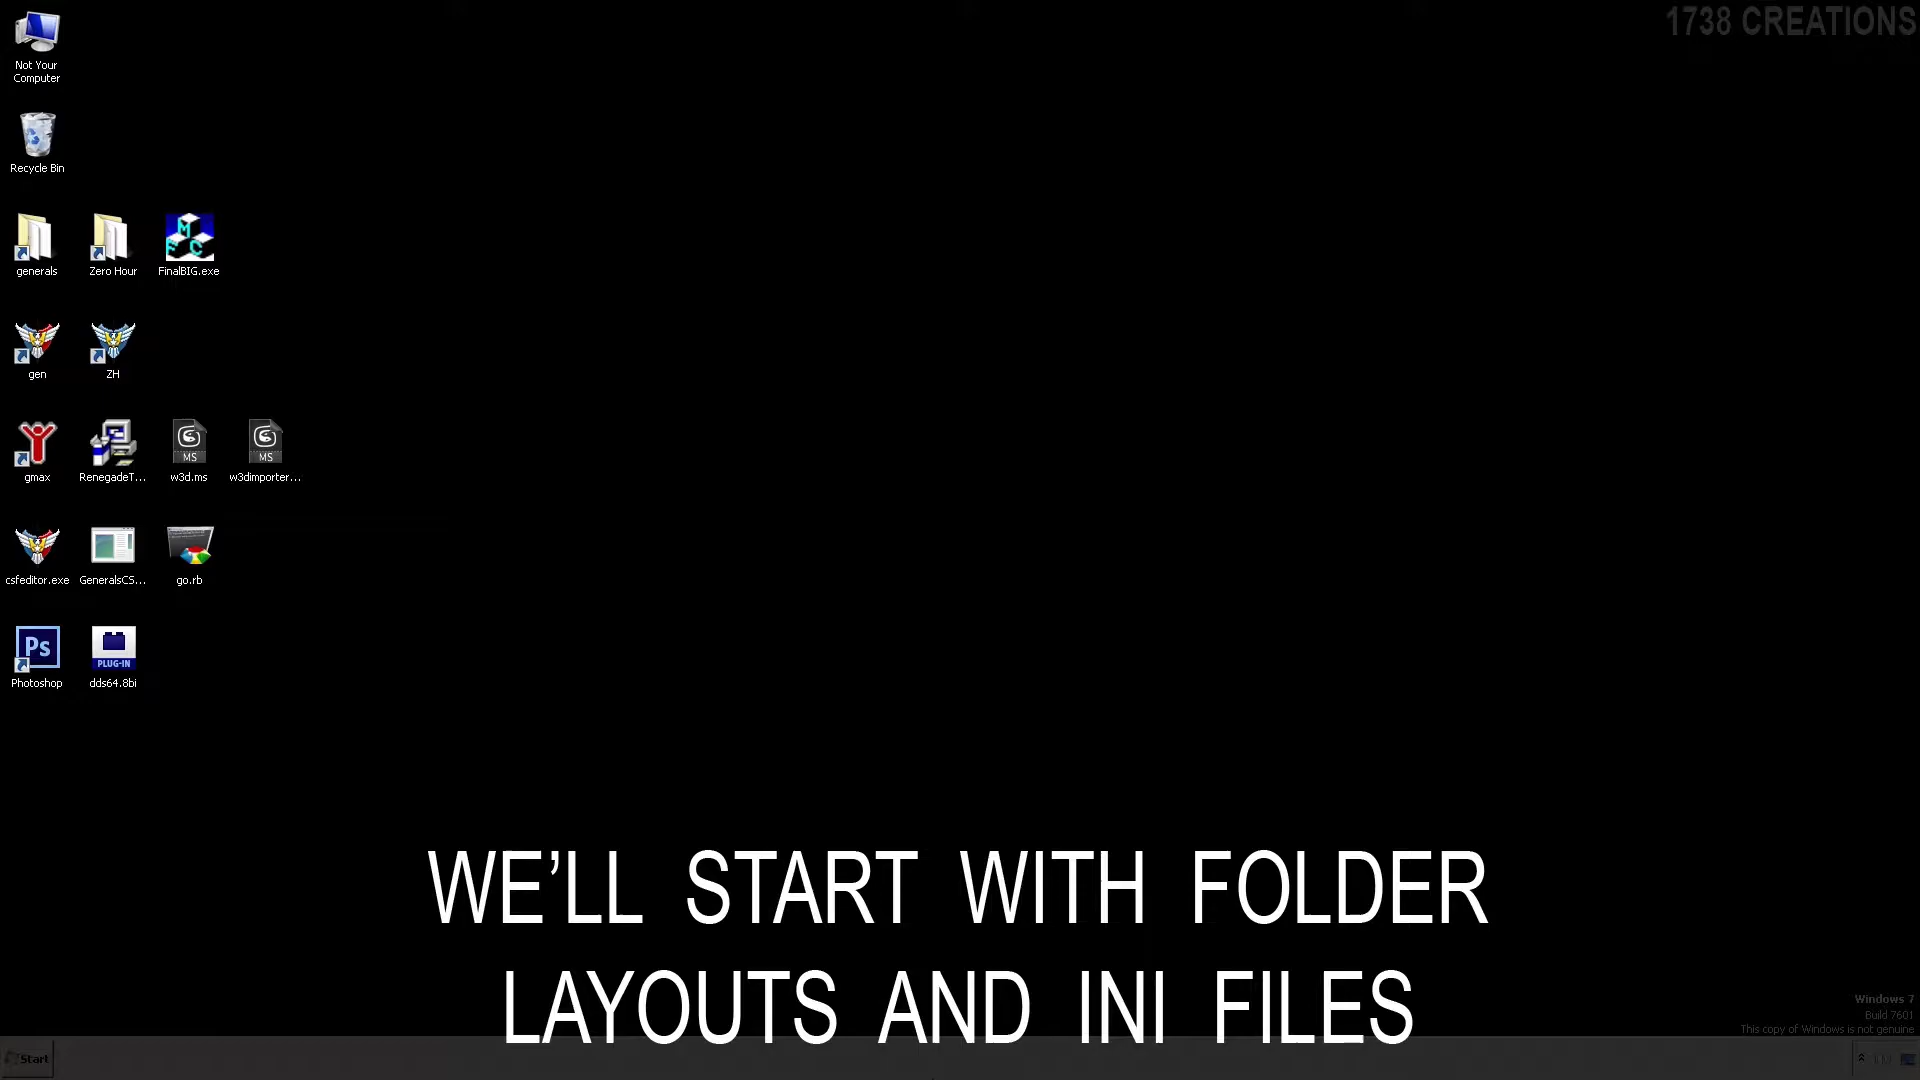 1738 CREATIONS
Not Your
Computer
Recycle Bin
generals
Zero Hour
M
F C
FinalBIG.exe
gen
ZH
gmax
RenegadeT...
MS
w3d.ms
MS
w3dimporter...
csfeditor.exe
GeneralsCS...
go.rb
Ps
Photoshop
PLUG-IN
dds64.8bi
WE’LL START WITH FOLDER
LAYOUTS AND INI FILES
Windows 7
Build 7601
This copy of Windows is not genuine
Start